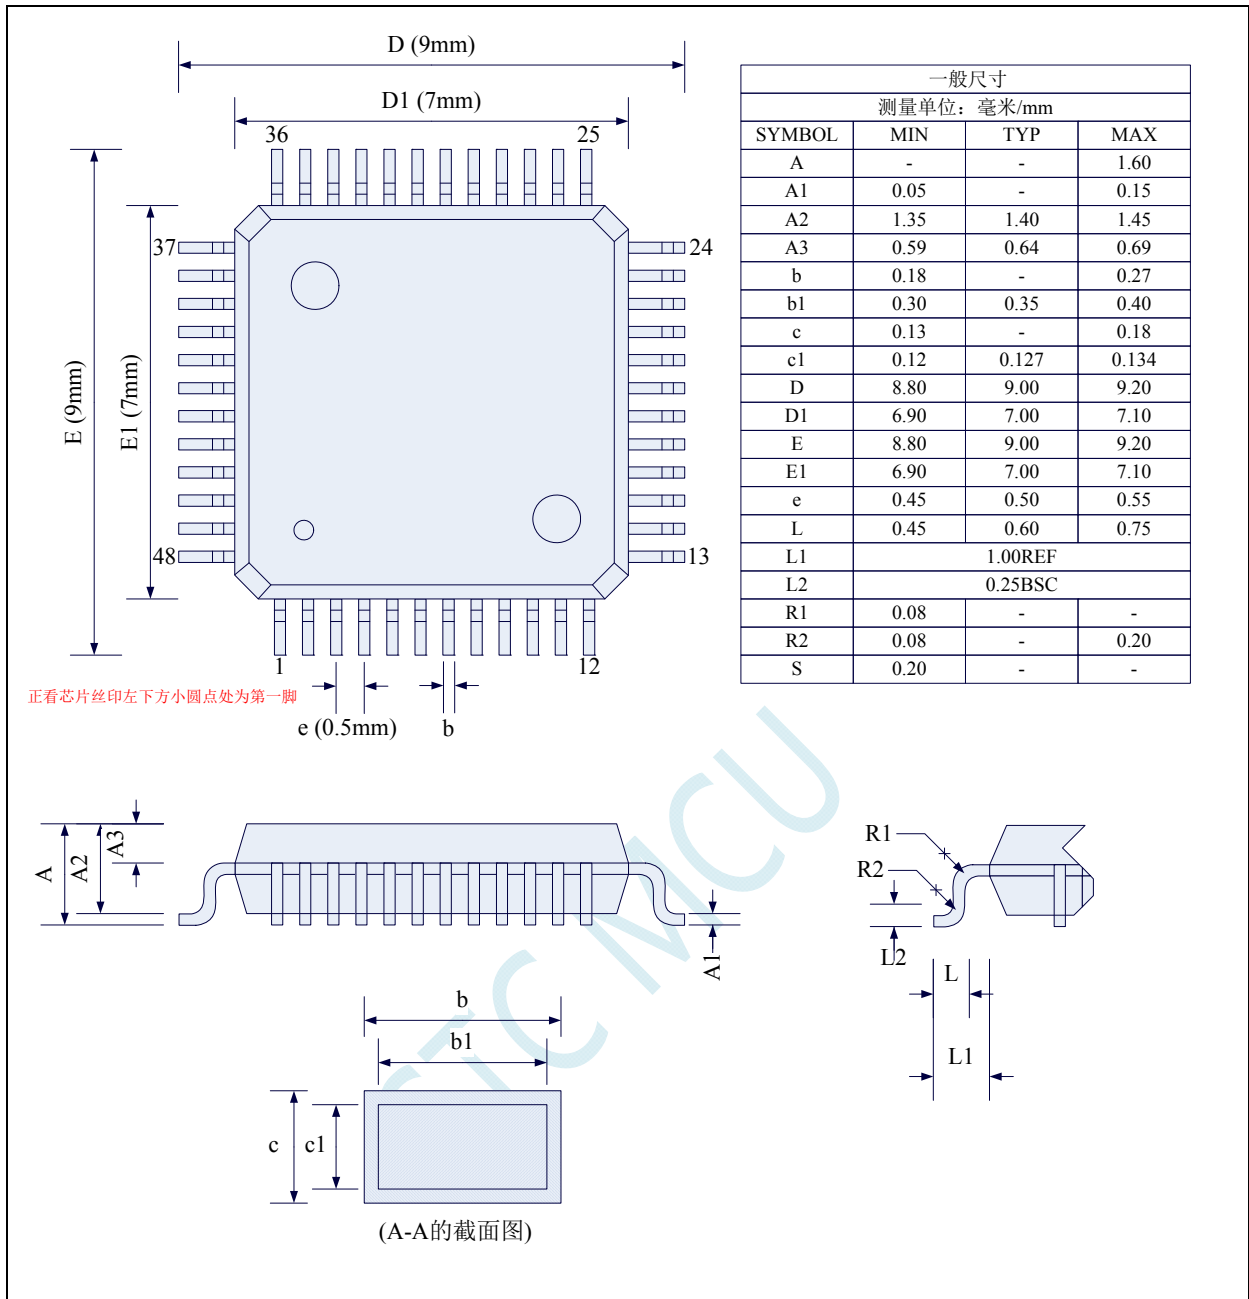 D (9mm)
D1 (7mm)
36
25
37
24
E (9mm)
E1 (7mm)
48
13
1
12
正看芯片丝印左下方小圆点处为第一脚
e (0.5mm)
b
一般尺寸
测量单位：毫米/mm
SYMBOL MIN TYP MAX
A - - 1.60
A1 0.05 - 0.15
A2 1.35 1.40 1.45
A3 0.59 0.64 0.69
b 0.18 - 0.27
b1 0.30 0.35 0.40
c 0.13 - 0.18
c1 0.12 0.127 0.134
D 8.80 9.00 9.20
D1 6.90 7.00 7.10
E 8.80 9.00 9.20
E1 6.90 7.00 7.10
e 0.45 0.50 0.55
L 0.45 0.60 0.75
L1 1.00REF
L2 0.25BSC
R1 0.08 - -
R2 0.08 - 0.20
S 0.20 - -
A
A2
A3
A1
R1
R2
L2
L
L1
b
b1
c
c1
(A-A的截面图)
STC MCU